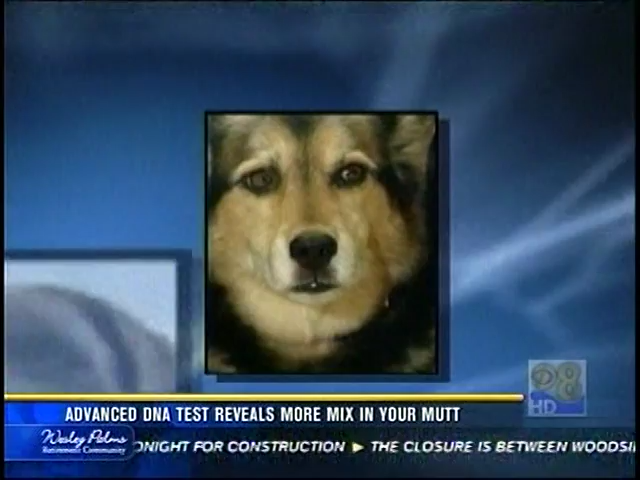 8
HD
ADVANCED DNA TEST REVEALS MORE MIX IN YOUR MUTT
Wesley Palms
Retirement Community
ONIGHT FOR CONSTRUCTION ► THE CLOSURE IS BETWEEN WOODSI